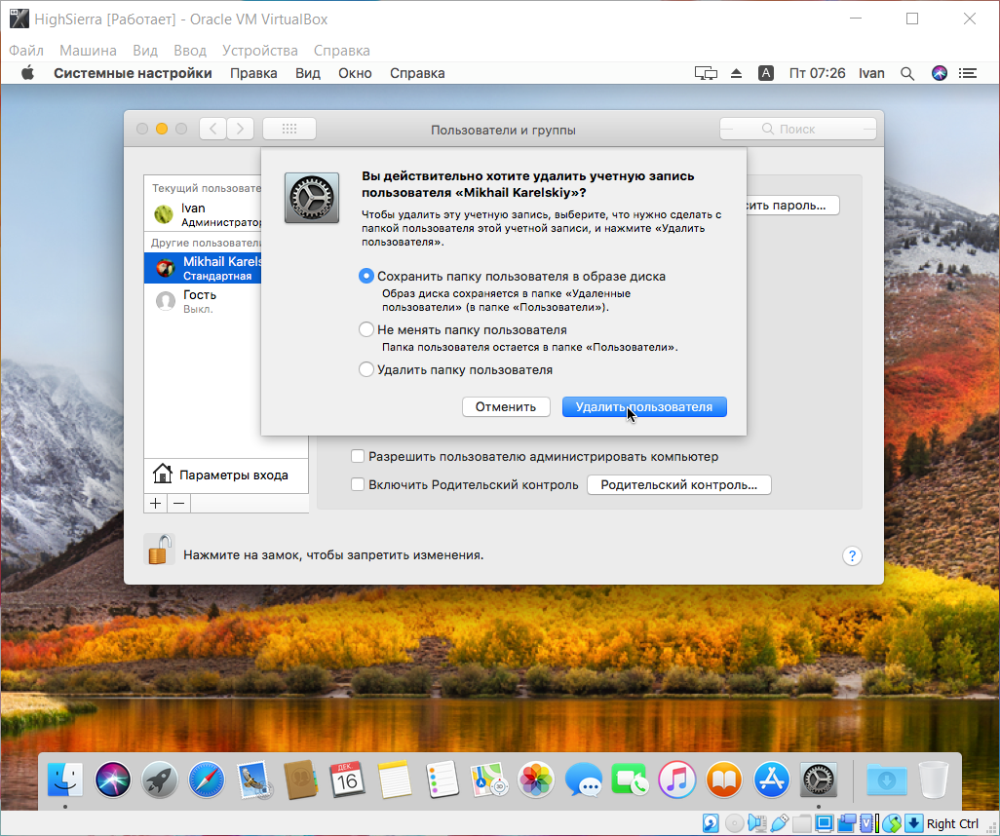 HighSierra [Работает] - Oracle VM VirtualBox
Файл Машина Вид Ввод Устройства Справка
Системные настройки Правка Вид Окно Справка A Пт 07:26 Ivan
Пользователи и группы
Поиск
Вы действительно хотите удалить учетную запись
пользователя «Mikhail Karelskiy»?
Чтобы удалить эту учетную запись, выберите, что нужно сделать с
папкой пользователя этой учетной записи, и нажмите «Удалить
пользователя».
Сохранить папку пользователя в образе диска
Образ диска сохраняется в папке «Удаленные
пользователи» (в папке «Пользователи»).
Не менять папку пользователя
Папка пользователя остается в папке «Пользователи».
Удалить папку пользователя
Отменить Удалить пользователя
Текущий пользовате
Ivan
Администратор
Другие пользователи
Mikhail Karels
Стандартная
Гость
Выкл.
Параметры входа
+ −
сить пароль...
Разрешить пользователю администрировать компьютер
Включить Родительский контроль Родительский контроль...
Нажмите на замок, чтобы запретить изменения.
?
ДЕК.
16
3D
Right Ctrl